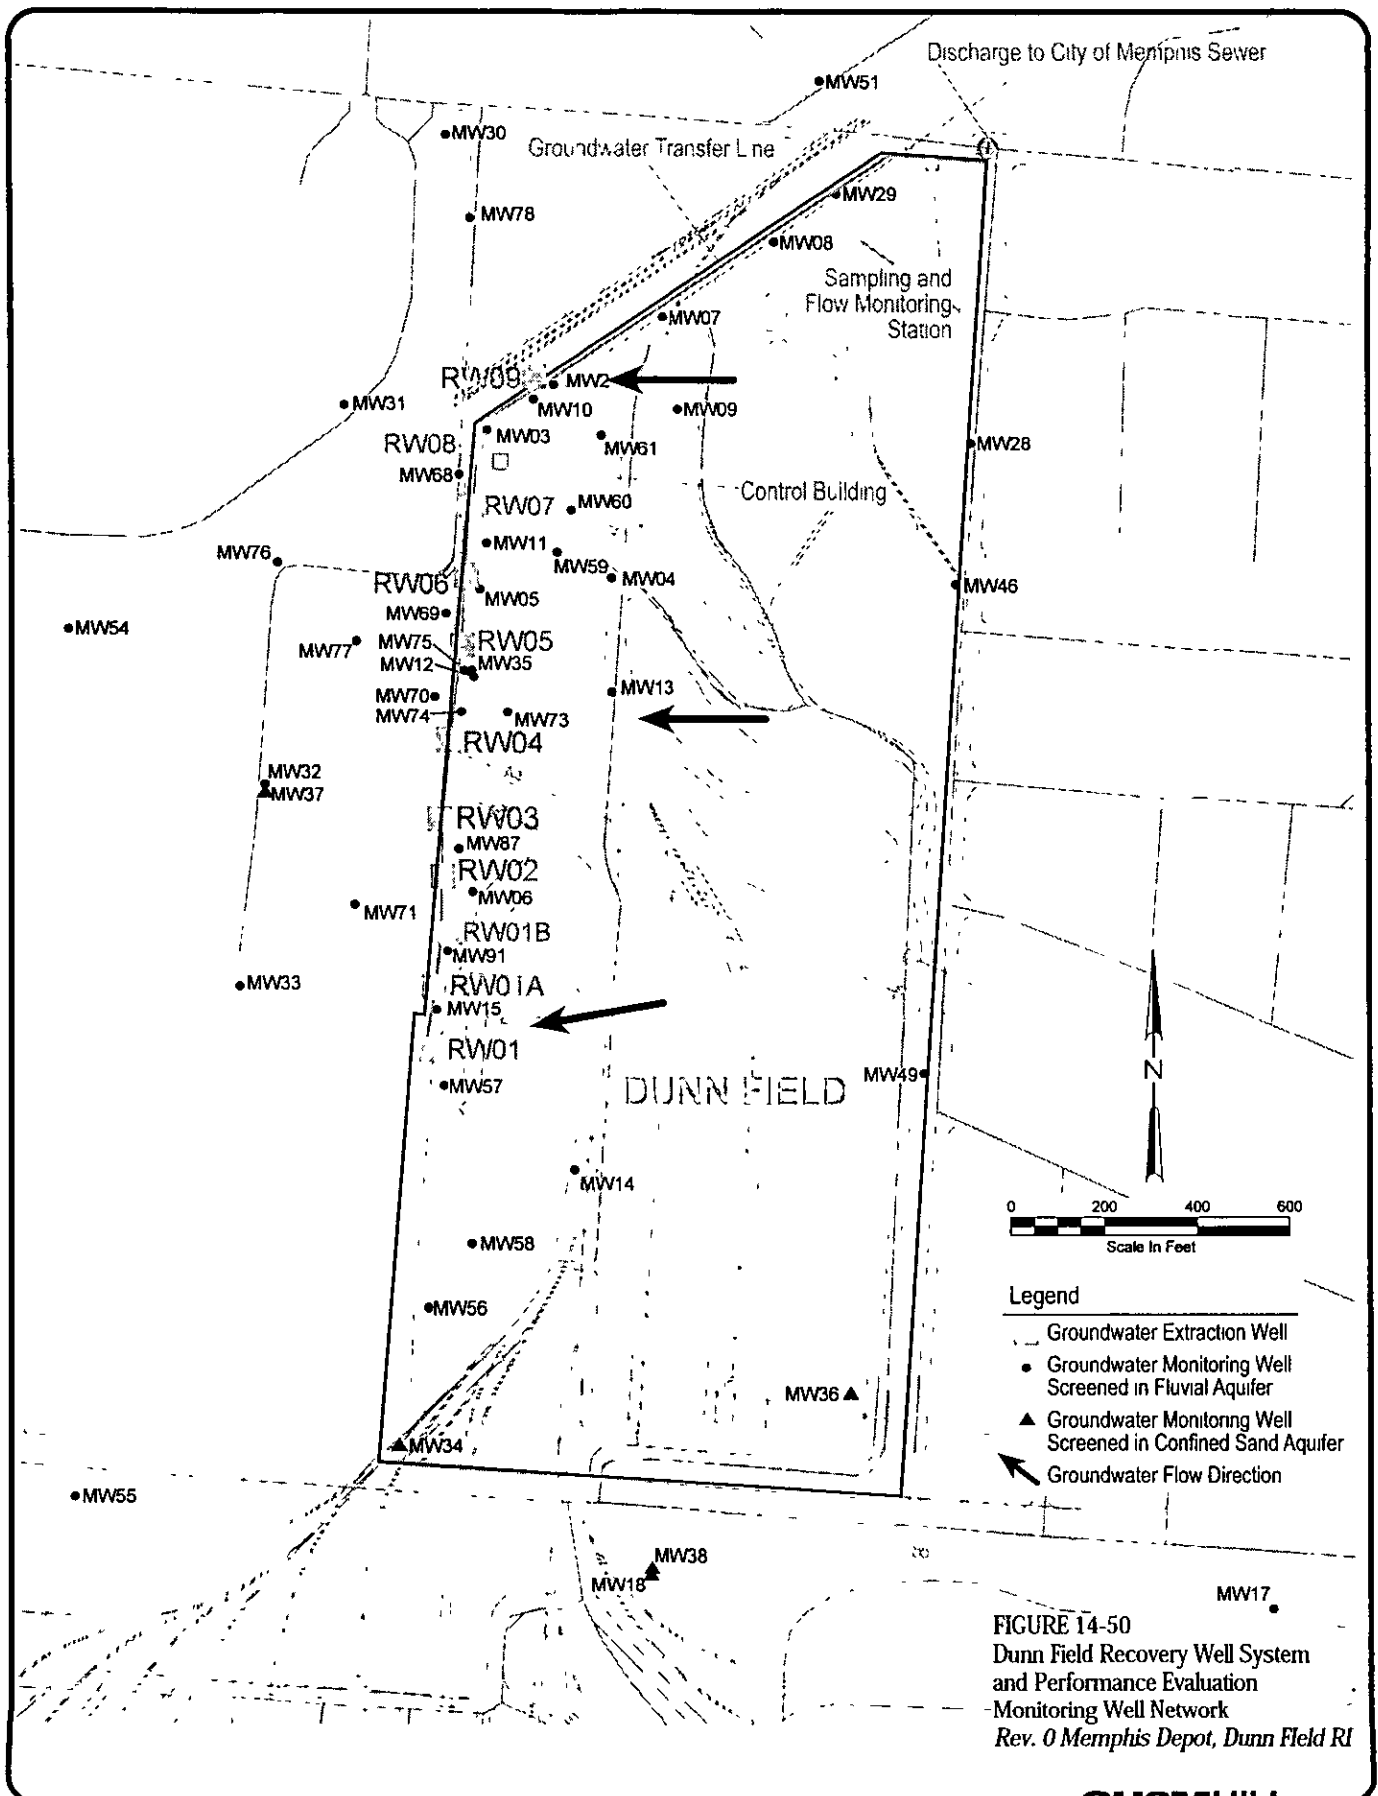 Discharge to City of Memphis Sewer
MW51
MW30
Groundwater Transfer Line
MW29
MW78
MW08
Sampling and
Flow Monitoring
Station
MW07
RW09
MW2
MW31
MW10
MW09
MW03
RW08
MW61
MW28
MW68
Control Building
RW07
MW60
MW11
MW76
MW59
RW06
MW04
MW46
MW05
MW69
MW54
MW75
RW05
MW77
MW12
MW35
MW70
MW13
MW74
MW73
RW04
MW32
MW37
RW03
MW87
RW02
MW06
MW71
RW01B
MW91
MW33
RW01A
MW15
RW01
N
MW49
MW57
DUNN FIELD
MW14
0 200 400 600
Scale In Feet
MW58
Legend
MW56
Groundwater Extraction Well
Groundwater Monitoring Well
Screened in Fluvial Aquifer
MW36
Groundwater Monitoring Well
Screened in Confined Sand Aquifer
MW34
Groundwater Flow Direction
MW55
MW38
MW18
MW17
FIGURE 14-50
Dunn Field Recovery Well System
and Performance Evaluation
Monitoring Well Network
Rev. 0 Memphis Depot, Dunn Field RI